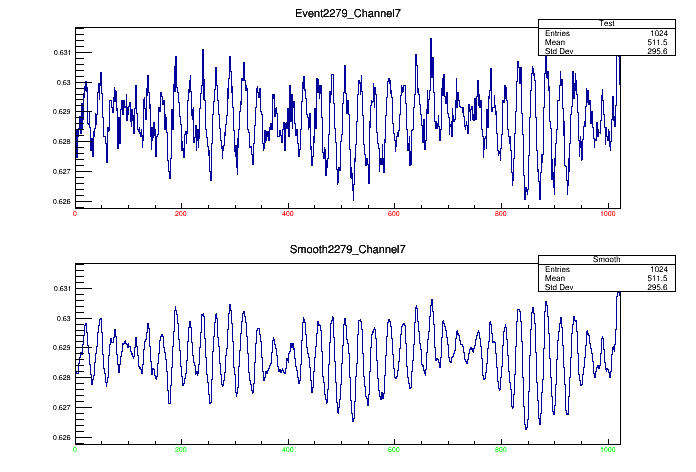 Event2279_Channel7
Test
Entries 1024
Mean 511.5
Std Dev 295.6
0.631
0.63
0.629
0.628
0.627
0.626
0 200 400 600 800 1000
Smooth2279_Channel7
Smooth
Entries 1024
Mean 511.5
Std Dev 295.6
0.631
0.63
0.629
0.628
0.627
0.626
0 200 400 600 800 1000